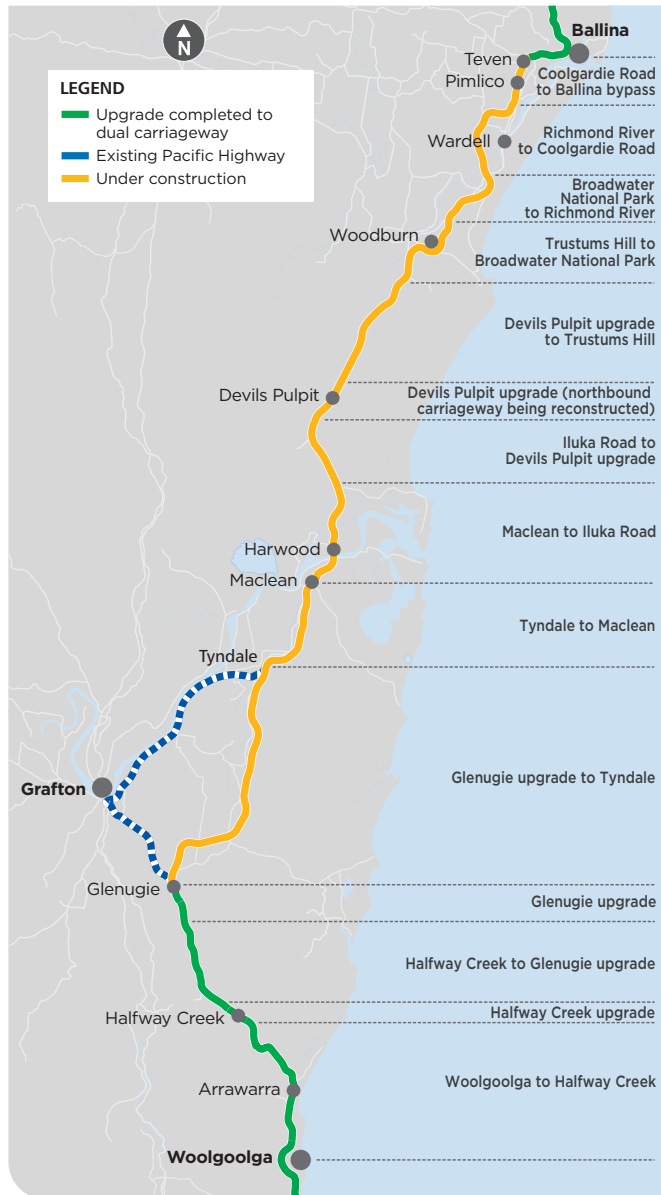 N
Ballina
Teven
Pimlico
Coolgardie Road
to Ballina bypass
LEGEND
Upgrade completed to
dual carriageway
Existing Pacific Highway
Under construction
Wardell
Richmond River
to Coolgardie Road
Broadwater
National Park
to Richmond River
Woodburn
Trustums Hill to
Broadwater National Park
Devils Pulpit upgrade
to Trustums Hill
Devils Pulpit
Devils Pulpit upgrade (northbound
carriageway being reconstructed)
Iluka Road to
Devils Pulpit upgrade
Maclean to Iluka Road
Harwood
Maclean
Tyndale to Maclean
Tyndale
Glenugie upgrade to Tyndale
Grafton
Glenugie
Glenugie upgrade
Halfway Creek to Glenugie upgrade
Halfway Creek
Halfway Creek upgrade
Arrawarra
Woolgoolga to Halfway Creek
Woolgoolga